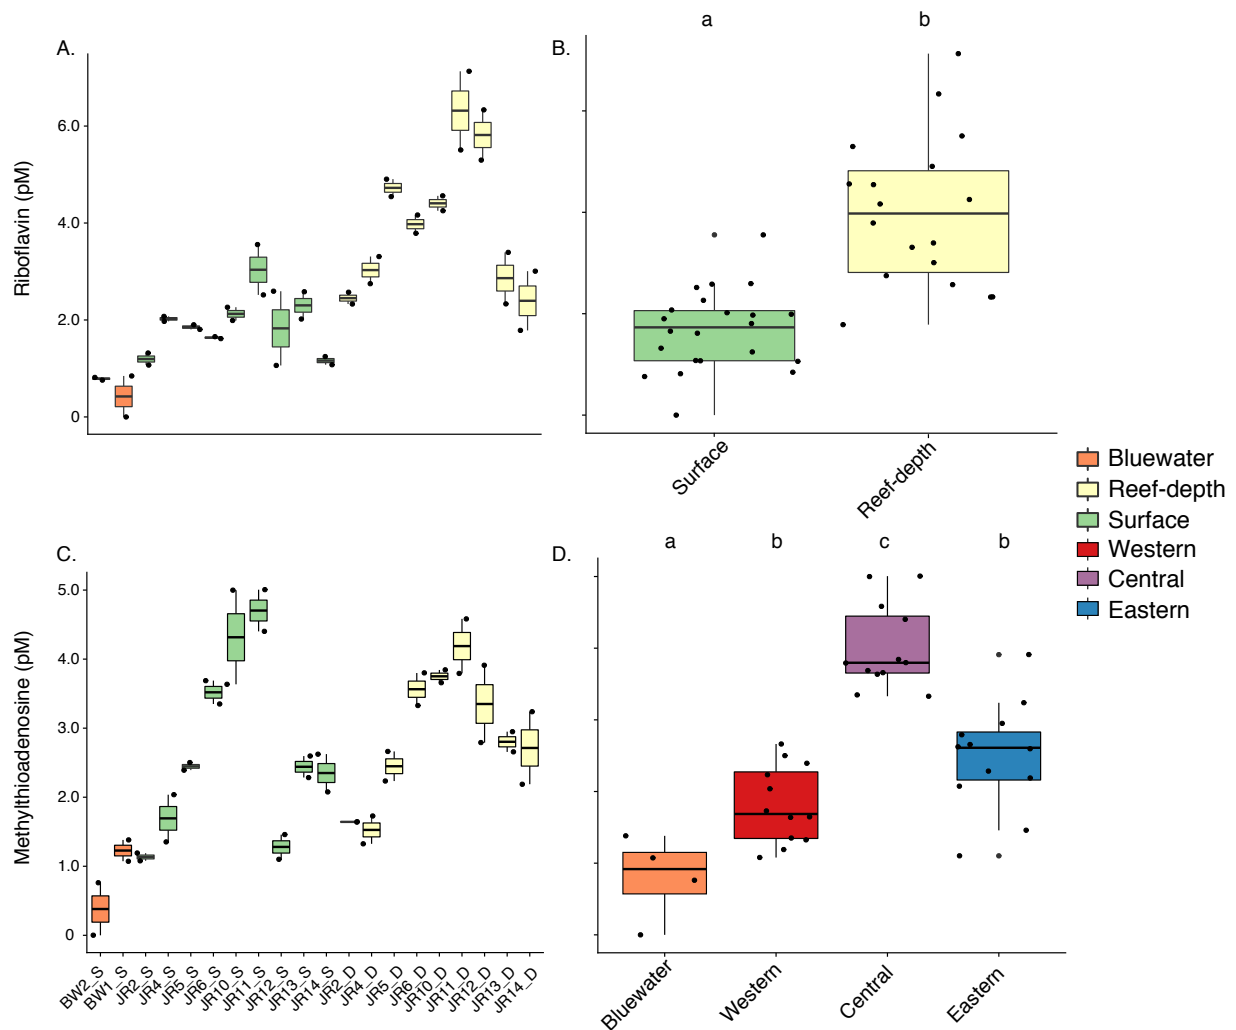 A.
Riboflavin (pM)
6.0
4.0
2.0
0
B.
a
b
Surface
Reef-depth
Bluewater
Reef-depth
Surface
Western
Central
Eastern
C.
Methylthioadenosine (pM)
5.0
4.0
3.0
2.0
1.0
0
BW2_S
BW1_S
JR2_S
JR4_S
JR5_S
JR6_S
JR10_S
JR11_S
JR12_S
JR13_S
JR14_S
JR2_D
JR4_D
JR5_D
JR6_D
JR10_D
JR11_D
JR12_D
JR13_D
JR14_D
D.
a
b
c
b
Bluewater
Western
Central
Eastern